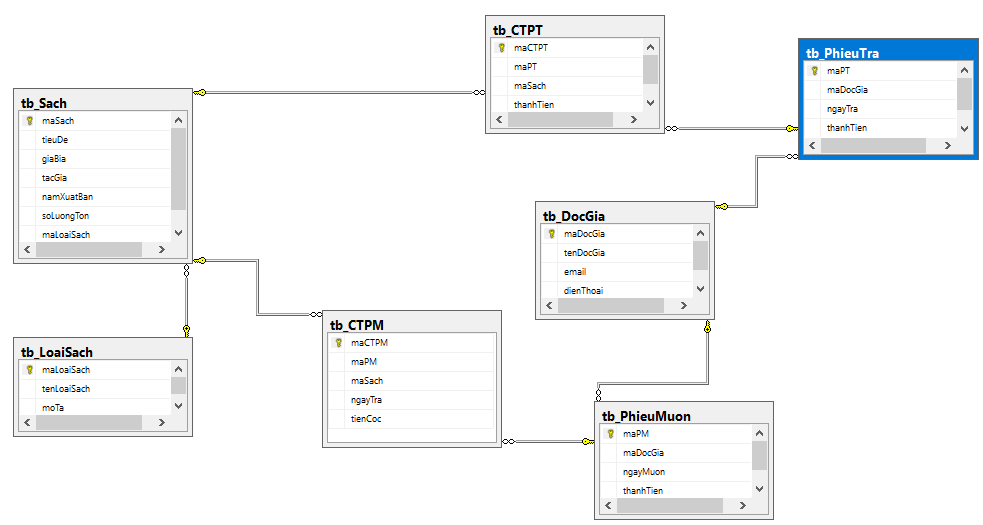 tb_CTPT
maCTPT
maPT
maSach
thanhTien
tb_PhieuTra
maPT
maDocGia
ngayTra
thanhTien
tb_Sach
maSach
tieuDe
giaBia
tacGia
namXuatBan
soLuongTon
maLoaiSach
tb_DocGia
maDocGia
tenDocGia
email
dienThoai
tb_CTPM
maCTPM
maPM
maSach
ngayTra
tienCoc
tb_LoaiSach
maLoaiSach
tenLoaiSach
moTa
tb_PhieuMuon
maPM
maDocGia
ngayMuon
thanhTien